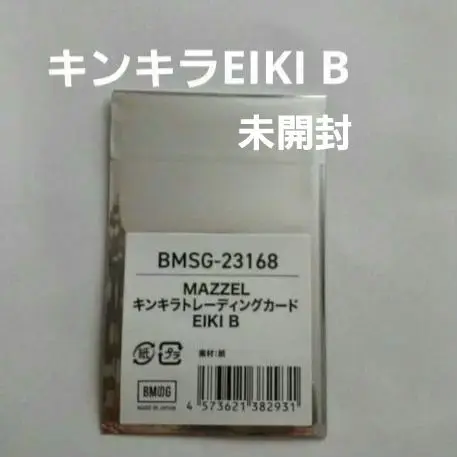 キンキラEIKI B
未開封
BMSG-23168
MAZZEL
キンキラトレーディングカード
EIKI B
紙
プラ
素材：紙
BMSG
MADE IN JAPAN
4 573621 382931